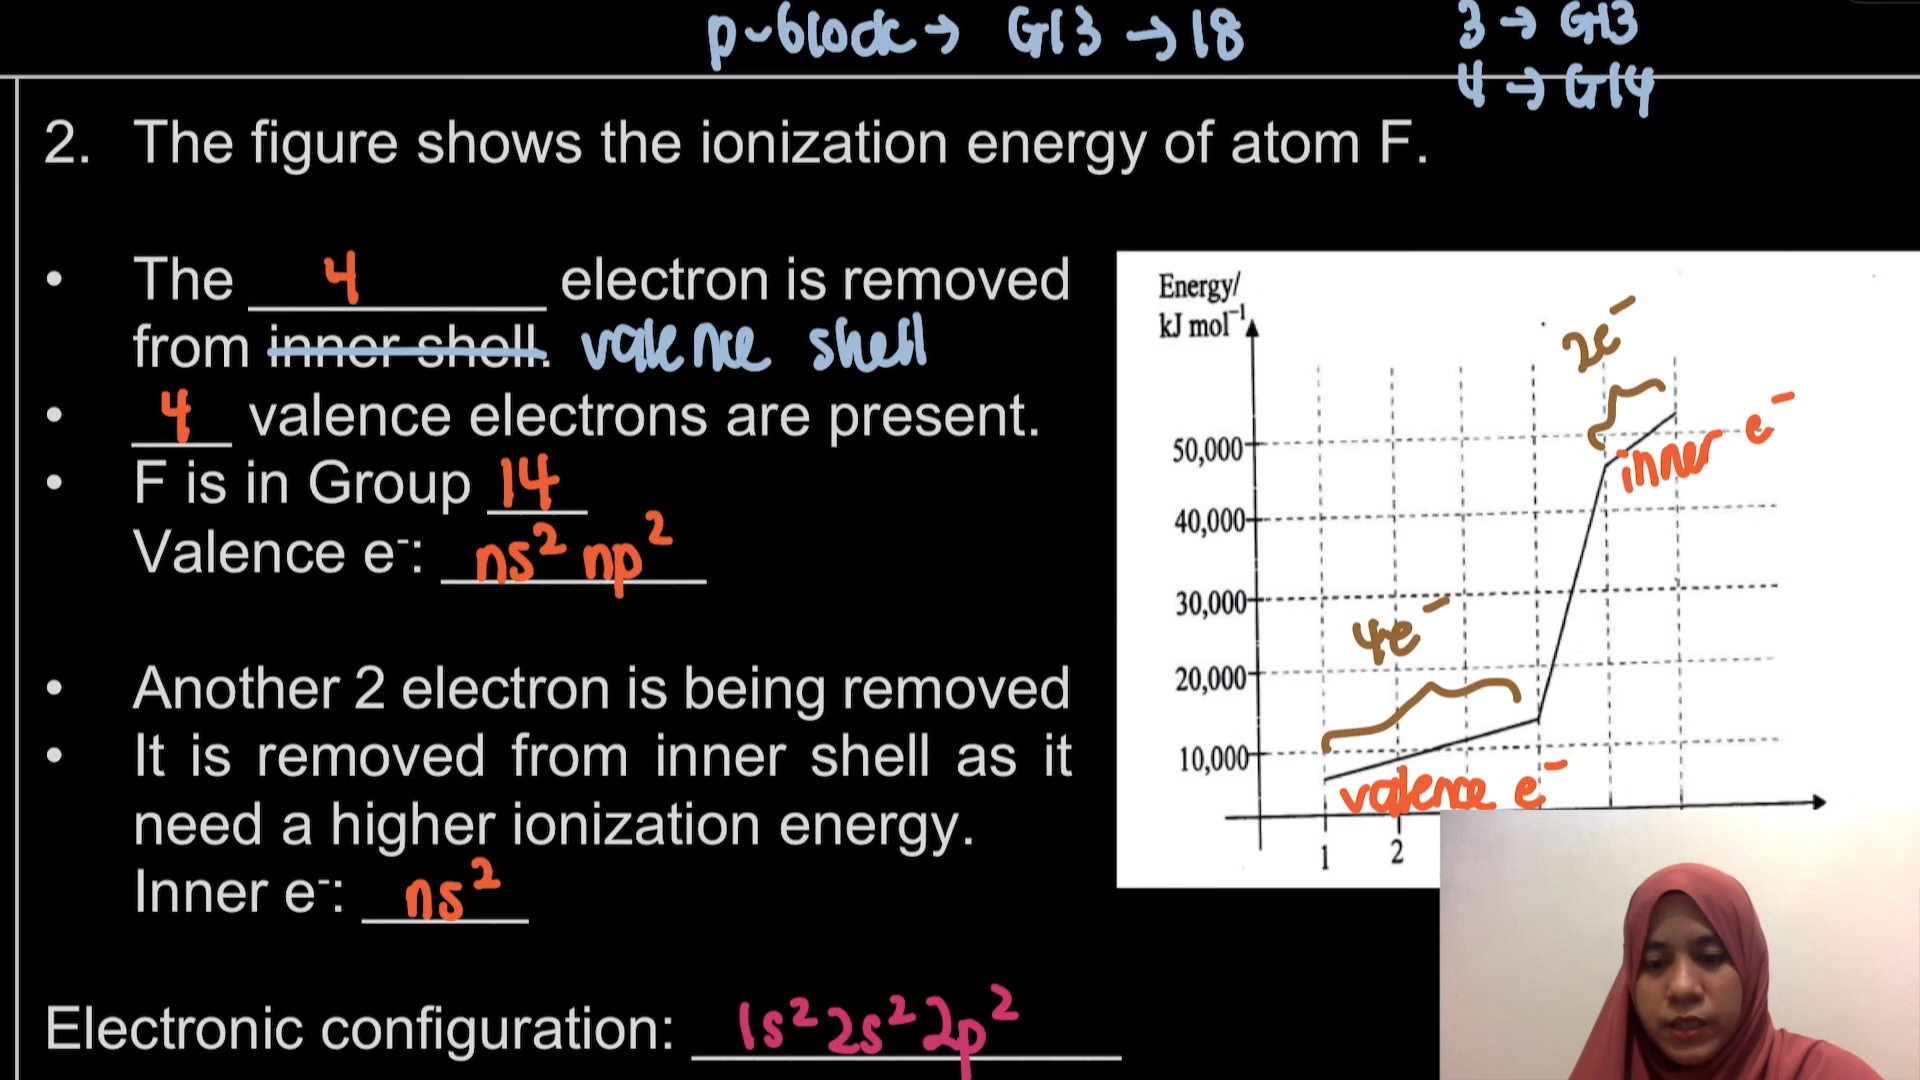 p-block → G13 → 18
3 → G13
4 → G14
2. The figure shows the ionization energy of atom F.
• The 4 electron is removed
from inner shell. valence shell
• 4 valence electrons are present.
• F is in Group 14
Valence e⁻: ns² np²
• Another 2 electron is being removed
• It is removed from inner shell as it
need a higher ionization energy.
Inner e⁻: ns²
Electronic configuration: 1s² 2s² 2p²
Energy/
kJ mol⁻¹
2e⁻
50,000
inner e⁻
40,000
30,000
4e⁻
20,000
10,000
valence e⁻
1 2